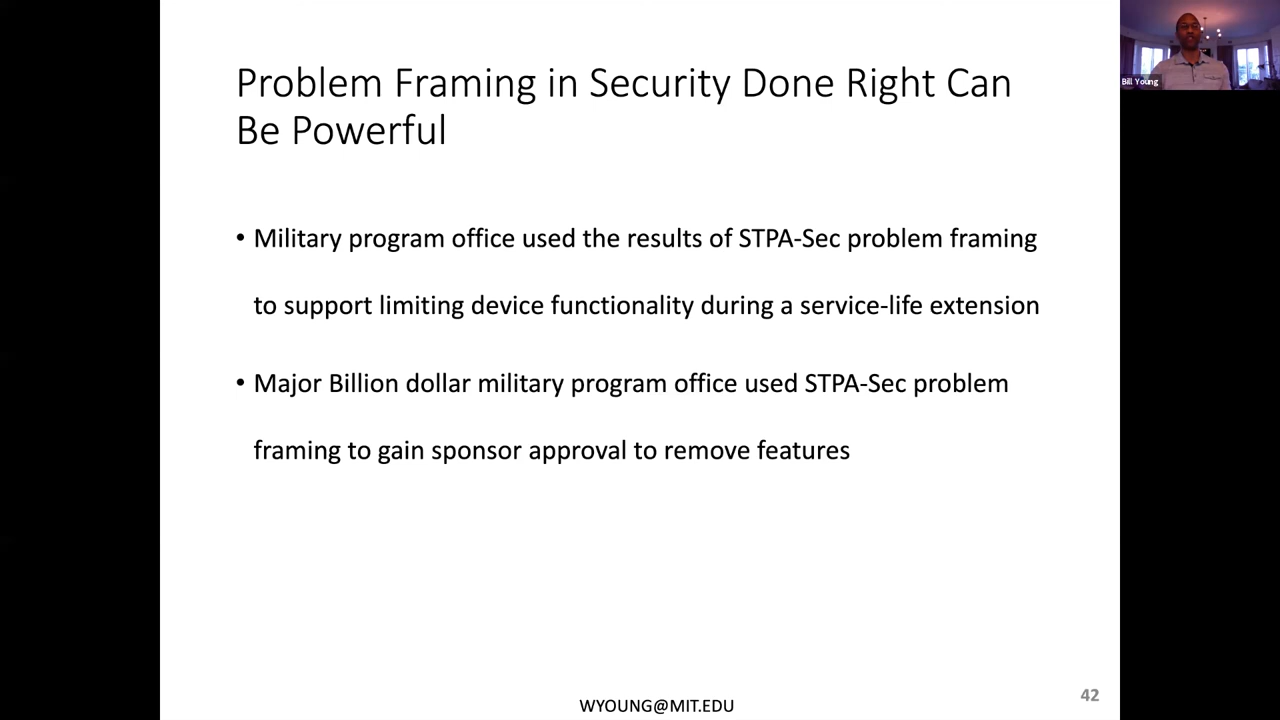 Problem Framing in Security Done Right Can
Be Powerful
• Military program office used the results of STPA-Sec problem framing
to support limiting device functionality during a service-life extension
• Major Billion dollar military program office used STPA-Sec problem
framing to gain sponsor approval to remove features
WYOUNG@MIT.EDU
42
Bill Young